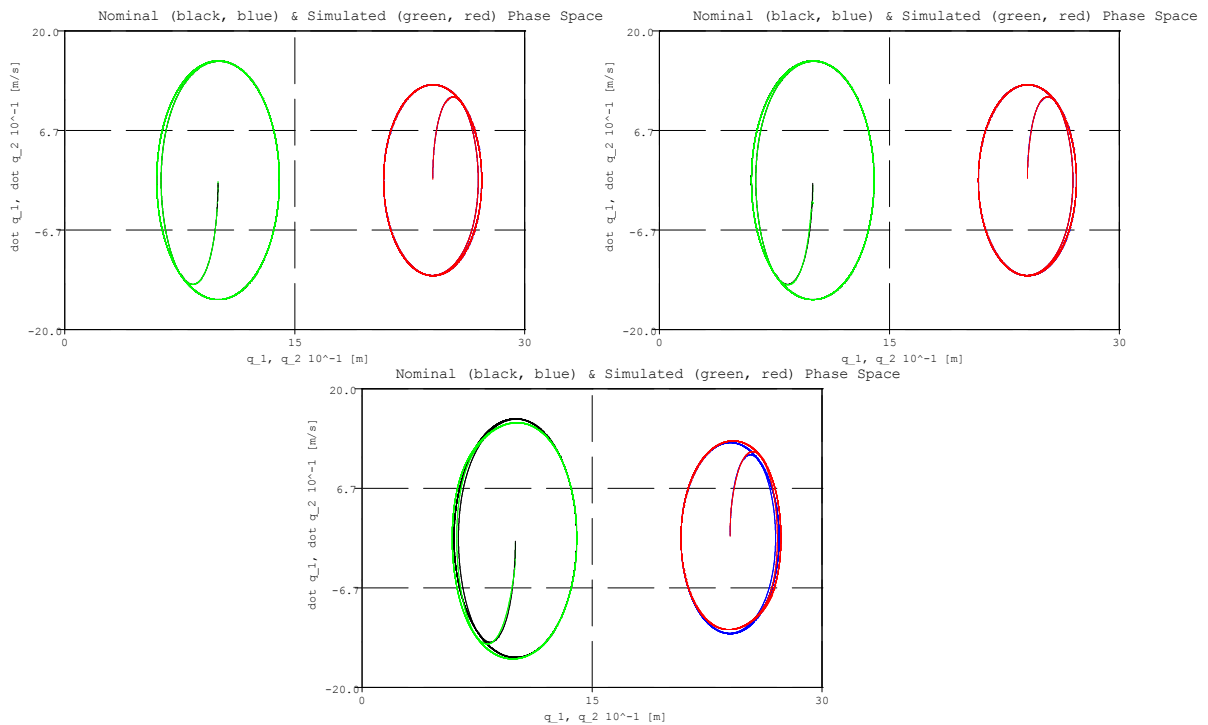 Nominal (black, blue) & Simulated (green, red) Phase Space
20.0
6.7
-6.7
-20.0
dot q_1, dot q_2 10^-1 [m/s]
0
15
30
q_1, q_2 10^-1 [m]
Nominal (black, blue) & Simulated (green, red) Phase Space
20.0
6.7
-6.7
-20.0
dot q_1, dot q_2 10^-1 [m/s]
0
15
30
q_1, q_2 10^-1 [m]
Nominal (black, blue) & Simulated (green, red) Phase Space
20.0
6.7
-6.7
-20.0
dot q_1, dot q_2 10^-1 [m/s]
0
15
30
q_1, q_2 10^-1 [m]